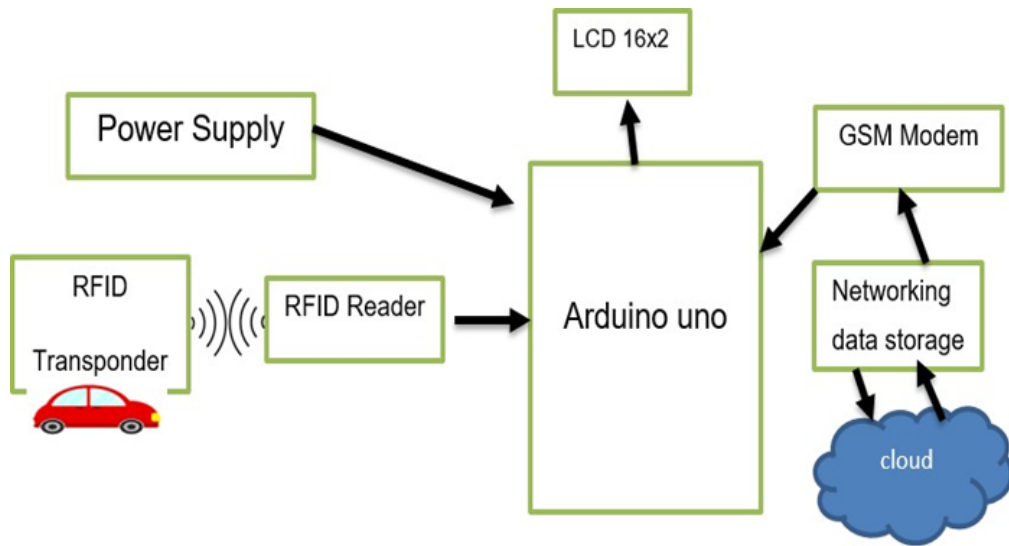 LCD 16x2
Power Supply
GSM Modem
RFID
Transponder
RFID Reader
Arduino uno
Networking
data storage
cloud